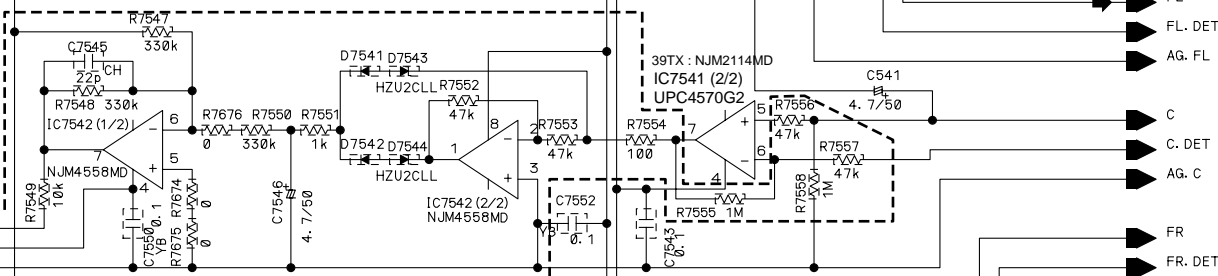 R7547
330k
C7545
CH
22p
R7548 330k
IC7542 (1/2)
6
7
5
4
NJM4558MD
R7549
10k
C7550
0.1
YB
R7674
0
R7675
0
R7676
0
R7550
330k
R7551
1k
C7546
4.7/50
D7541 D7543
HZU2CLL
D7542 D7544
HZU2CLL
R7552
47k
8
1
2
3
IC7542 (2/2)
NJM4558MD
R7553
47k
C7552
YB
0.1
R7554
100
39TX : NJM2114MD
IC7541 (2/2)
UPC4570G2
7
5
6
4
C7543
0.1
R7555 1M
R7556
47k
R7557
47k
R7558
1M
C541
4.7/50
FL. DET
AG. FL
C
C. DET
AG. C
FR
FR. DET